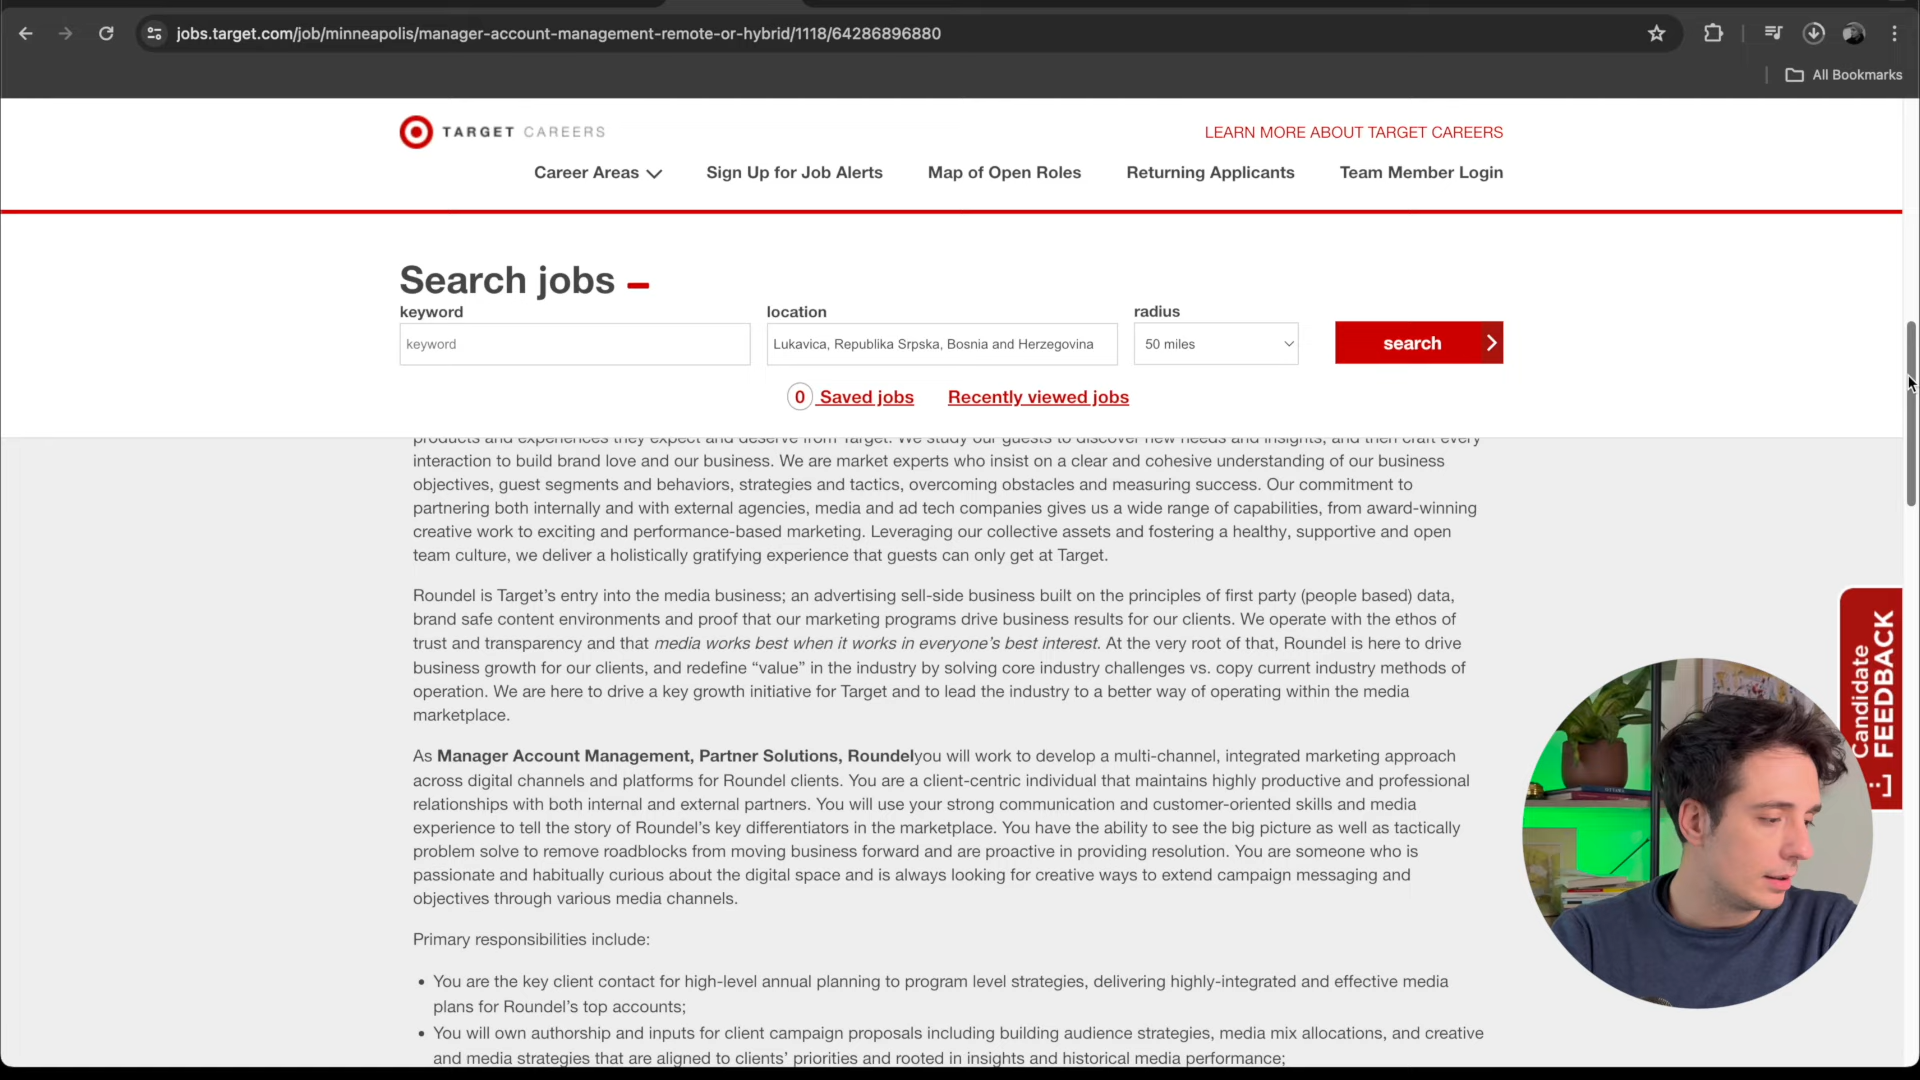 jobs.target.com/job/minneapolis/manager-account-management-remote-or-hybrid/1118/64286896880
All Bookmarks
TARGET CAREERS
LEARN MORE ABOUT TARGET CAREERS
Career Areas Sign Up for Job Alerts Map of Open Roles Returning Applicants Team Member Login
Search jobs
keyword location radius
keyword Lukavica, Republika Srpska, Bosnia and Herzegovina 50 miles search
0 Saved jobs Recently viewed jobs
products and experiences they expect and deserve from Target. We study our guests to discover new needs and insights, and then craft every
interaction to build brand love and our business. We are market experts who insist on a clear and cohesive understanding of our business
objectives, guest segments and behaviors, strategies and tactics, overcoming obstacles and measuring success. Our commitment to
partnering both internally and with external agencies, media and ad tech companies gives us a wide range of capabilities, from award-winning
creative work to exciting and performance-based marketing. Leveraging our collective assets and fostering a healthy, supportive and open
team culture, we deliver a holistically gratifying experience that guests can only get at Target.
Roundel is Target's entry into the media business; an advertising sell-side business built on the principles of first party (people based) data,
brand safe content environments and proof that our marketing programs drive business results for our clients. We operate with the ethos of
trust and transparency and that media works best when it works in everyone's best interest. At the very root of that, Roundel is here to drive
business growth for our clients, and redefine “value” in the industry by solving core industry challenges vs. copy current industry methods of
operation. We are here to drive a key growth initiative for Target and to lead the industry to a better way of operating within the media
marketplace.
As Manager Account Management, Partner Solutions, Roundelyou will work to develop a multi-channel, integrated marketing approach
across digital channels and platforms for Roundel clients. You are a client-centric individual that maintains highly productive and professional
relationships with both internal and external partners. You will use your strong communication and customer-oriented skills and media
experience to tell the story of Roundel's key differentiators in the marketplace. You have the ability to see the big picture as well as tactically
problem solve to remove roadblocks from moving business forward and are proactive in providing resolution. You are someone who is
passionate and habitually curious about the digital space and is always looking for creative ways to extend campaign messaging and
objectives through various media channels.
Primary responsibilities include:
• You are the key client contact for high-level annual planning to program level strategies, delivering highly-integrated and effective media
plans for Roundel's top accounts;
• You will own authorship and inputs for client campaign proposals including building audience strategies, media mix allocations, and creative
and media strategies that are aligned to clients' priorities and rooted in insights and historical media performance;
Candidate
FEEDBACK